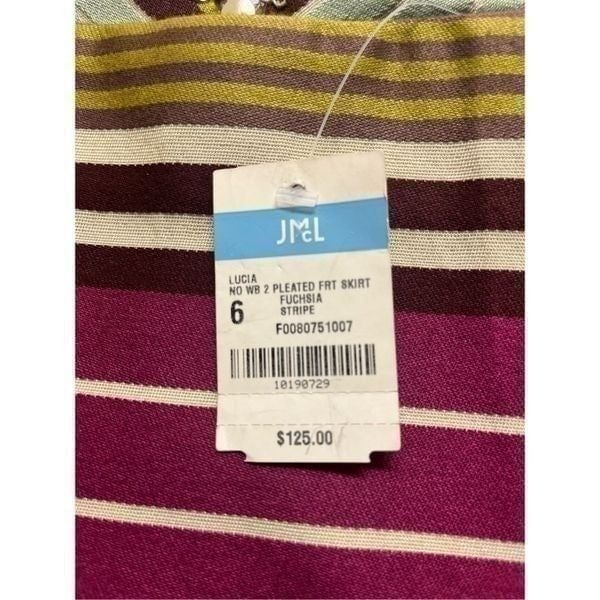 JMcL
LUCIA
NO WB 2 PLEATED FRT SKIRT
6 FUCHSIA
STRIPE
F0080751007
10190729
$125.00